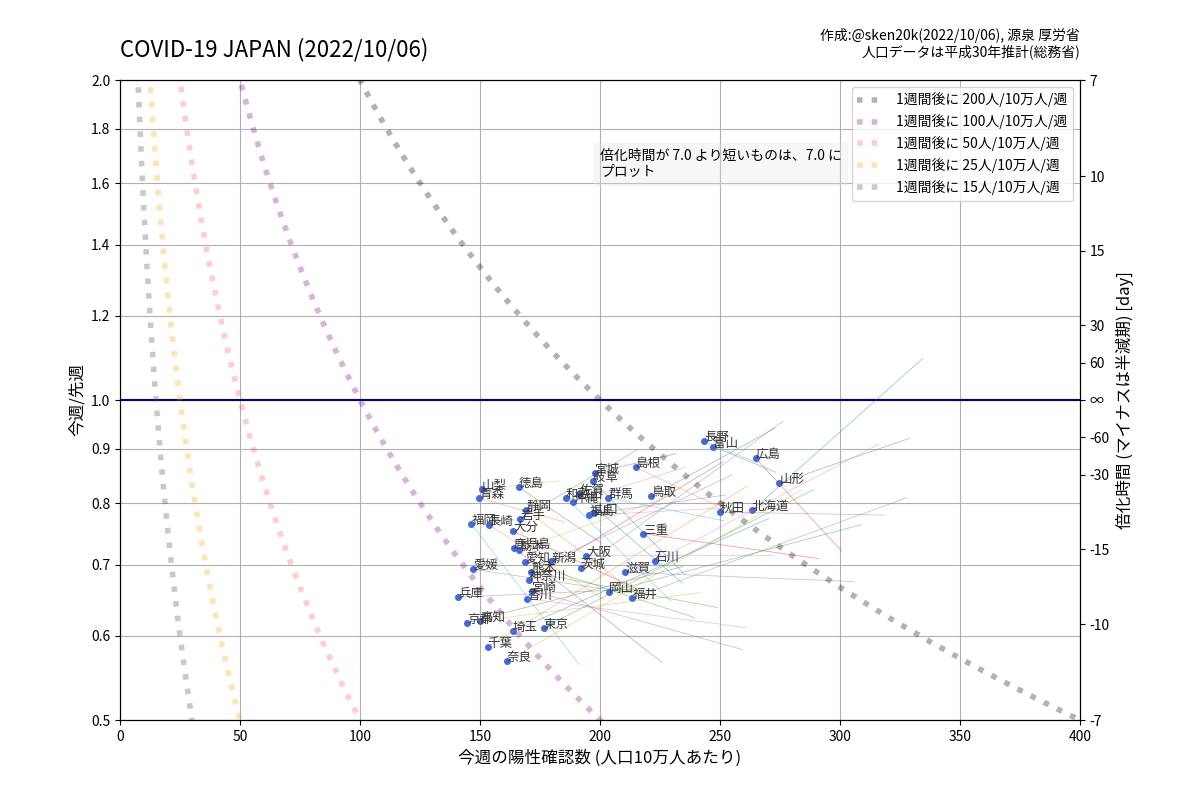 COVID-19 JAPAN (2022/10/06)
作成:@sken20k(2022/10/06), 源泉 厚労省
人口データは平成30年推計(総務省)
1週間後に 200人/10万人/週
1週間後に 100人/10万人/週
1週間後に 50人/10万人/週
1週間後に 25人/10万人/週
1週間後に 15人/10万人/週
倍化時間が 7.0 より短いものは、7.0 に
プロット
今週/先週
2.0
1.8
1.6
1.4
1.2
1.0
0.9
0.8
0.7
0.6
0.5
7
10
15
30
60
∞
-60
-30
-15
-10
-7
倍化時間 (マイナスは半減期) [day]
長野
富山
広島
島根
宮城
岐阜
山形
山梨
徳島
青森
佐賀
群馬
鳥取
静岡
秋田
北海道
岩手
福岡
長崎
大分
三重
鹿児島
大阪
愛知
新潟
石川
愛媛
熊本
茨城
滋賀
神奈川
宮崎
岡山
兵庫
香川
福井
京都
高知
埼玉
東京
千葉
奈良
0 50 100 150 200 250 300 350 400
今週の陽性確認数 (人口10万人あたり)